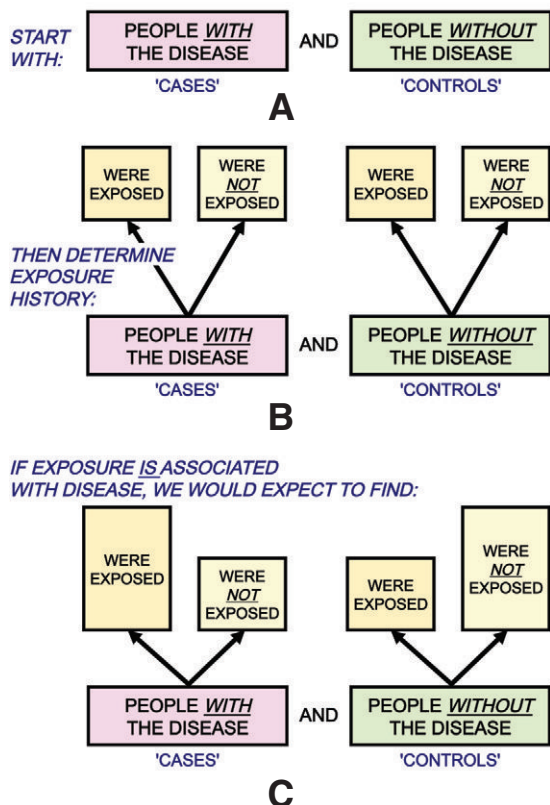 START
WITH:
PEOPLE WITH
THE DISEASE
AND
PEOPLE WITHOUT
THE DISEASE
'CASES'
'CONTROLS'
A
WERE
EXPOSED
WERE
NOT
EXPOSED
WERE
EXPOSED
WERE
NOT
EXPOSED
THEN DETERMINE
EXPOSURE
HISTORY:
PEOPLE WITH
THE DISEASE
AND
PEOPLE WITHOUT
THE DISEASE
'CASES'
'CONTROLS'
B
IF EXPOSURE IS ASSOCIATED
WITH DISEASE, WE WOULD EXPECT TO FIND:
WERE
EXPOSED
WERE
NOT
EXPOSED
WERE
EXPOSED
WERE
NOT
EXPOSED
PEOPLE WITH
THE DISEASE
AND
PEOPLE WITHOUT
THE DISEASE
'CASES'
'CONTROLS'
C